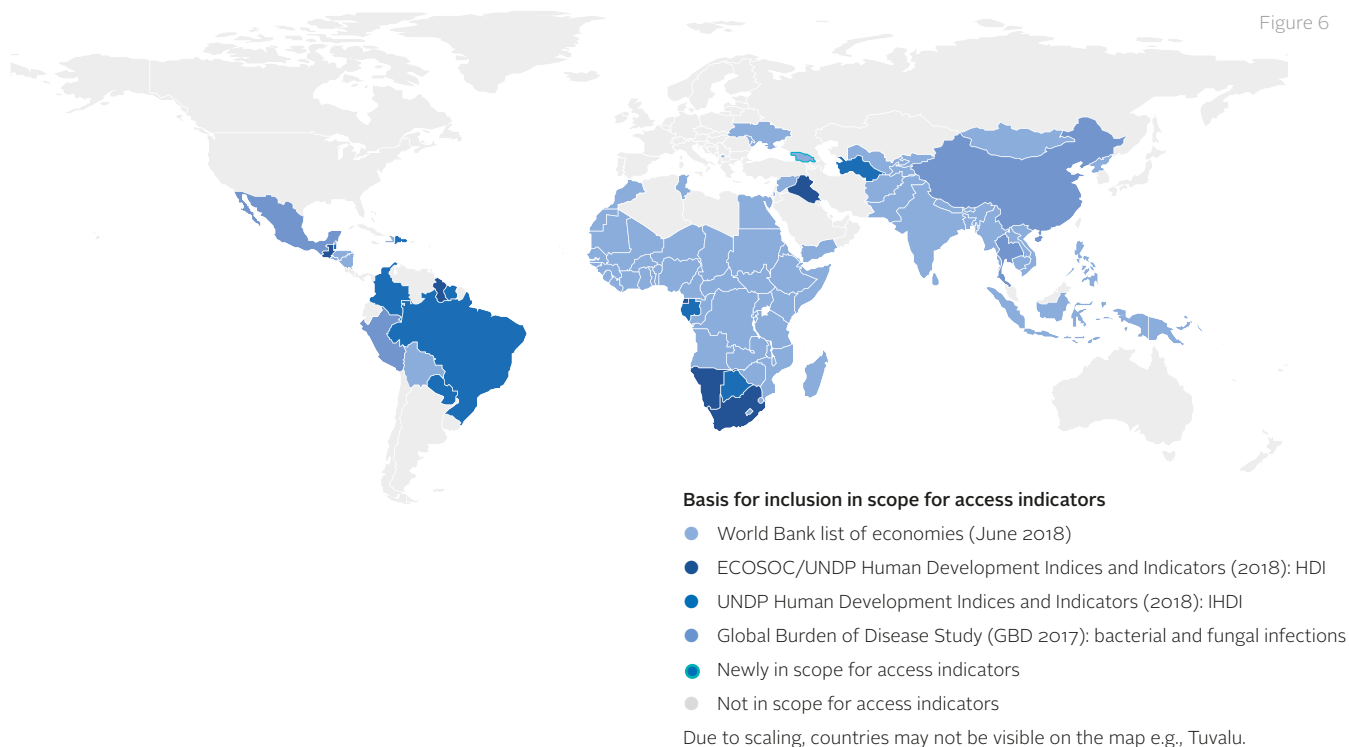 Figure 6
Basis for inclusion in scope for access indicators
World Bank list of economies (June 2018)
ECOSOC/UNDP Human Development Indices and Indicators (2018): HDI
UNDP Human Development Indices and Indicators (2018): IHDI
Global Burden of Disease Study (GBD 2017): bacterial and fungal infections
Newly in scope for access indicators
Not in scope for access indicators
Due to scaling, countries may not be visible on the map e.g., Tuvalu.